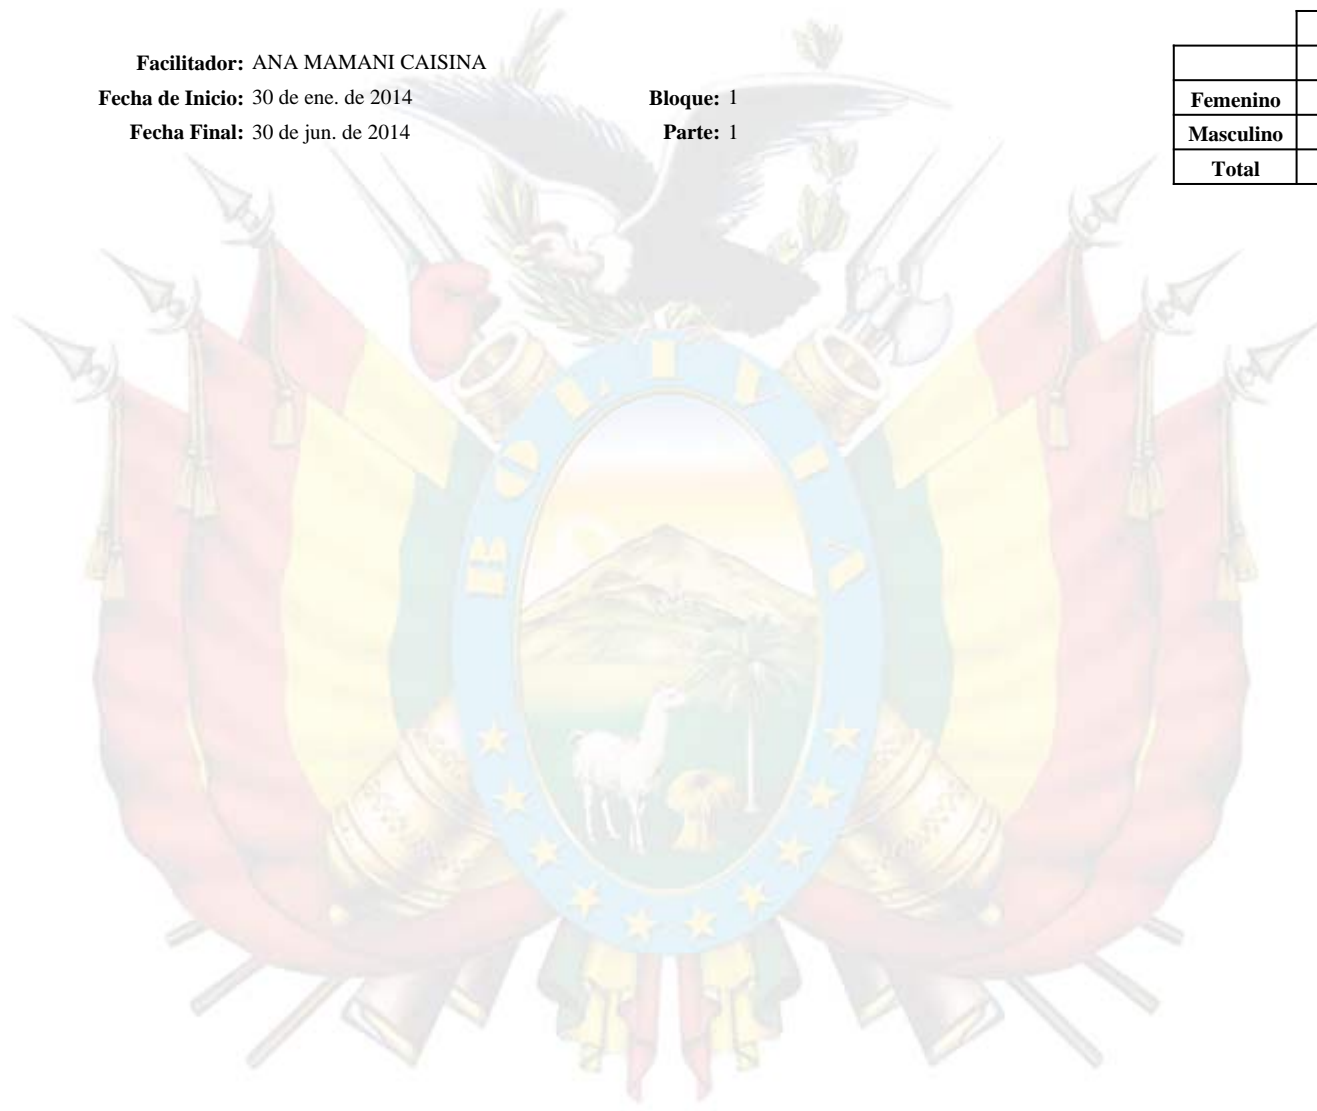 Facilitador: ANA MAMANI CAISINA
Fecha de Inicio: 30 de ene. de 2014 Bloque: 1
Fecha Final: 30 de jun. de 2014 Parte: 1
Femenino
Masculino
Total
BOLIVIA